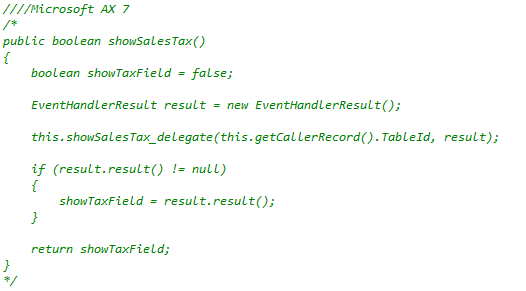 ////Microsoft AX 7
/*
public boolean showSalesTax()
{
    boolean showTaxField = false;

    EventHandlerResult result = new EventHandlerResult();

    this.showSalesTax_delegate(this.getCallerRecord().TableId, result);

    if (result.result() != null)
    {
        showTaxField = result.result();
    }

    return showTaxField;
}
*/